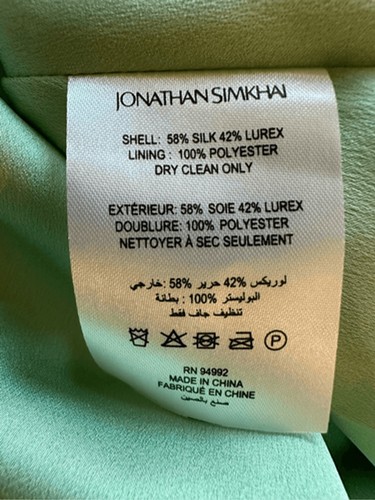 JONATHAN SIMKHAI
SHELL: 58% SILK 42% LUREX
LINING : 100% POLYESTER
DRY CLEAN ONLY
EXTÉRIEUR: 58% SOIE 42% LUREX
DOUBLURE: 100% POLYESTER
NETTOYER À SEC SEULEMENT
لوريكس 42% حرير 58% :خارجي
البوليستر 100% : بطانة
تنظيف جاف فقط
P
RN 94992
MADE IN CHINA
FABRIQUÉ EN CHINE
صنع بالصين